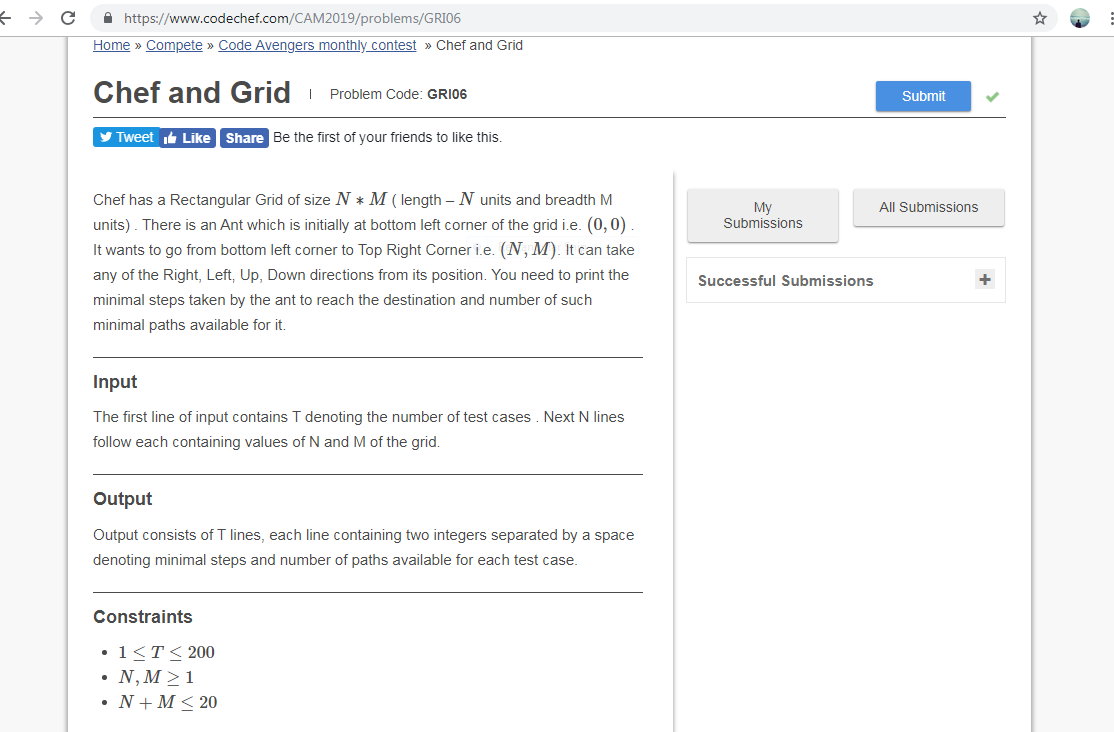 https://www.codechef.com/CAM2019/problems/GRI06
Home » Compete » Code Avengers monthly contest » Chef and Grid
Chef and Grid | Problem Code: GRI06
Submit
Tweet Like Share Be the first of your friends to like this.
Chef has a Rectangular Grid of size N ∗ M ( length – N units and breadth M
units) . There is an Ant which is initially at bottom left corner of the grid i.e. (0, 0) .
It wants to go from bottom left corner to Top Right Corner i.e. (N, M). It can take
any of the Right, Left, Up, Down directions from its position. You need to print the
minimal steps taken by the ant to reach the destination and number of such
minimal paths available for it.
Input
The first line of input contains T denoting the number of test cases . Next N lines
follow each containing values of N and M of the grid.
Output
Output consists of T lines, each line containing two integers separated by a space
denoting minimal steps and number of paths available for each test case.
Constraints
• 1 ≤ T ≤ 200
• N, M ≥ 1
• N + M ≤ 20
My
Submissions
All Submissions
Successful Submissions +